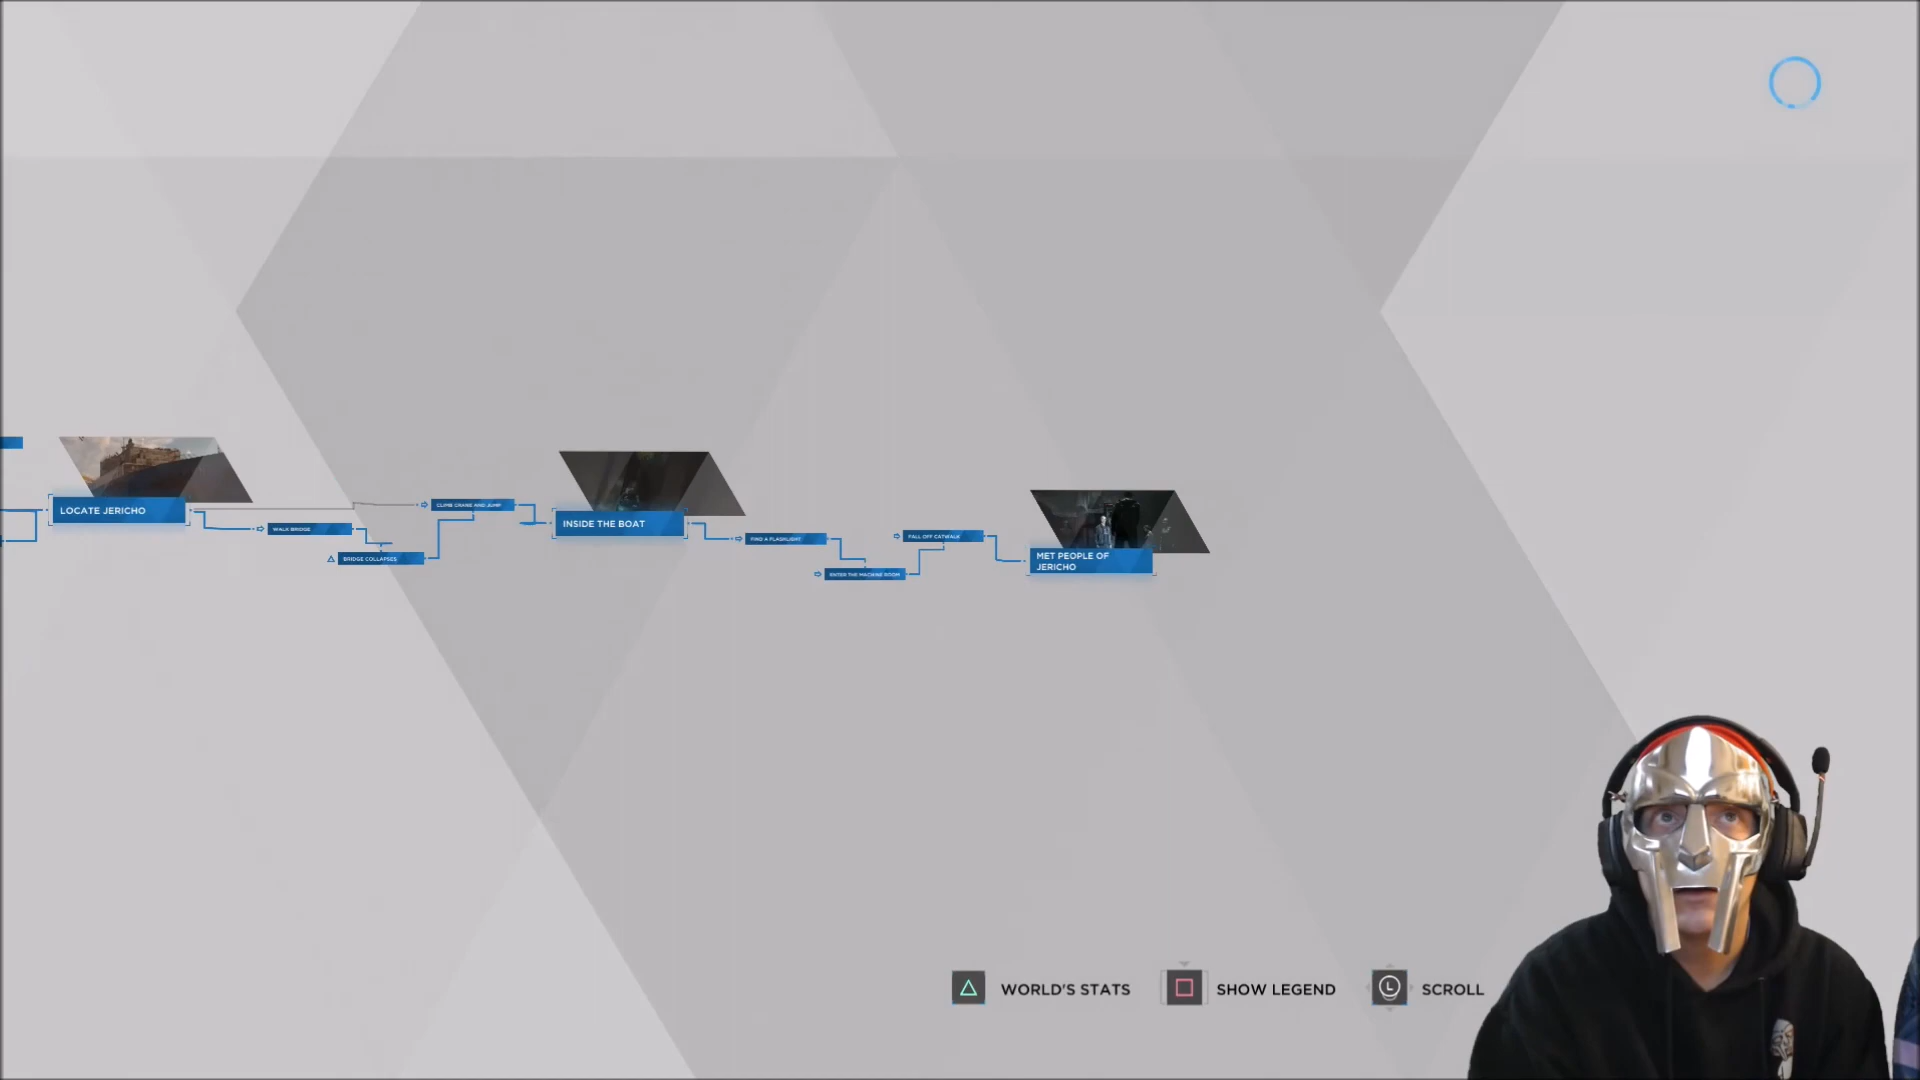 LOCATE JERICHO
WALK BRIDGE
BRIDGE COLLAPSES
CLIMB CRANE AND JUMP
INSIDE THE BOAT
FIND A FLASHLIGHT
ENTER THE MACHINE ROOM
FALL OFF CATWALK
MET PEOPLE OF
JERICHO
WORLD'S STATS
SHOW LEGEND
L
SCROLL